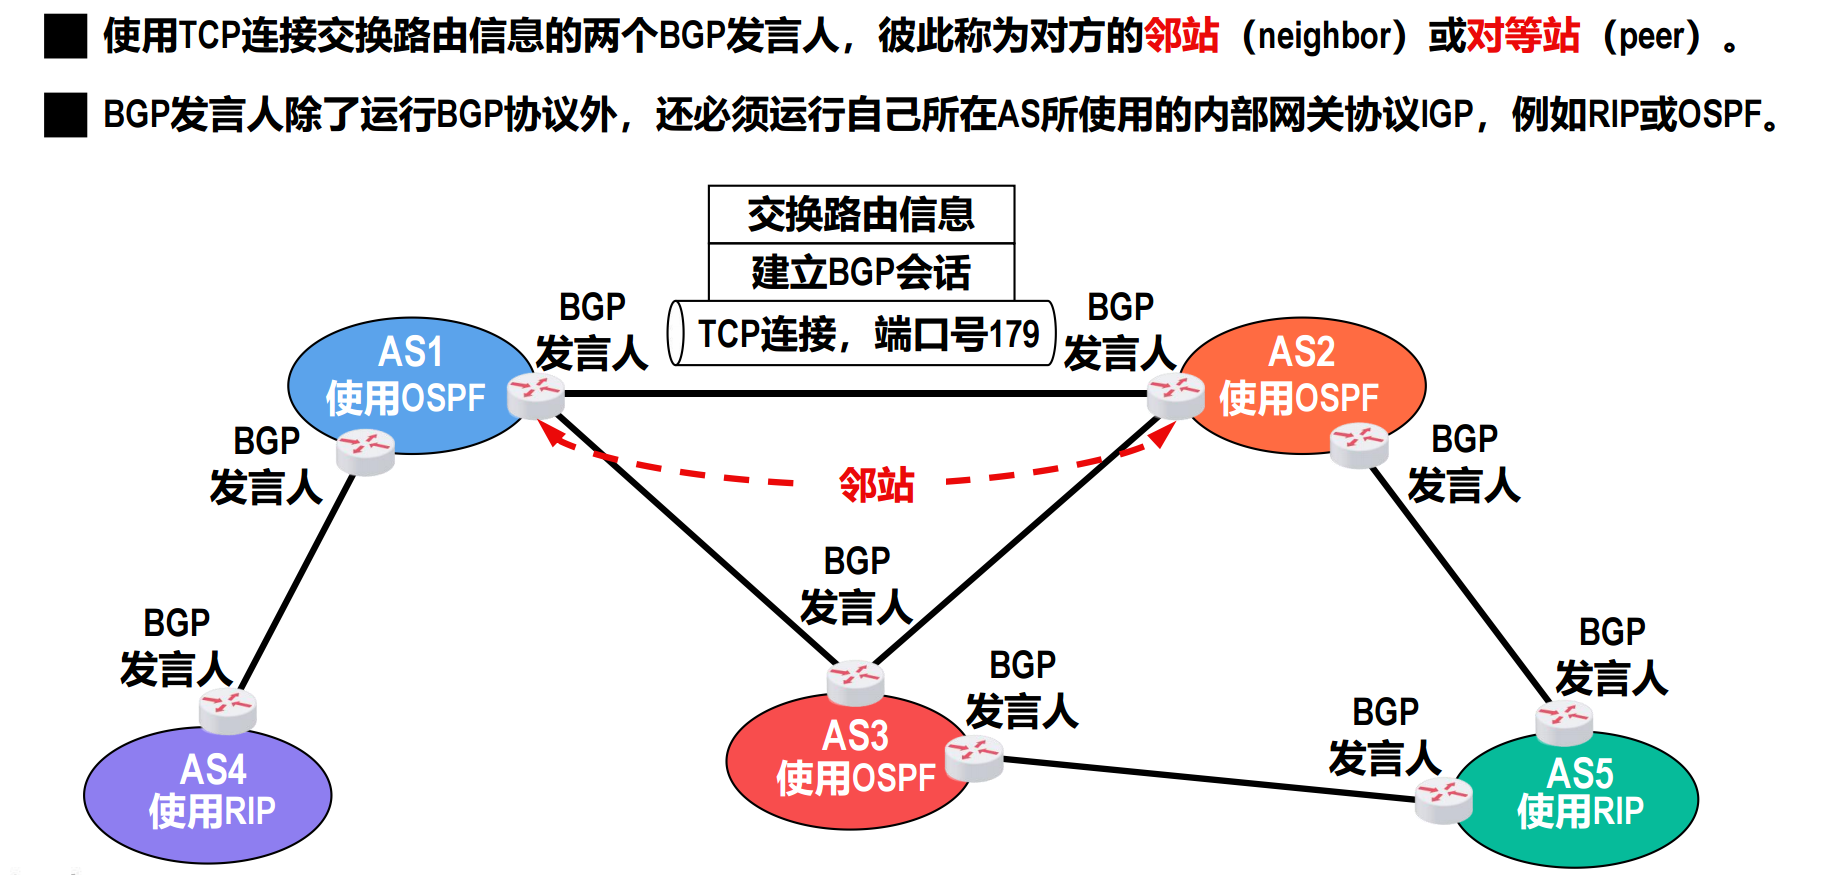 使用TCP连接交换路由信息的两个BGP发言人，彼此称为对方的邻站（neighbor）或对等站（peer）。
BGP发言人除了运行BGP协议外，还必须运行自己所在AS所使用的内部网关协议IGP，例如RIP或OSPF。
交换路由信息
建立BGP会话
TCP连接，端口号179
BGP
发言人
BGP
发言人
AS1
使用OSPF
AS2
使用OSPF
BGP
发言人
BGP
发言人
邻站
BGP
发言人
BGP
发言人
BGP
发言人
BGP
发言人
BGP
发言人
AS3
使用OSPF
AS4
使用RIP
AS5
使用RIP